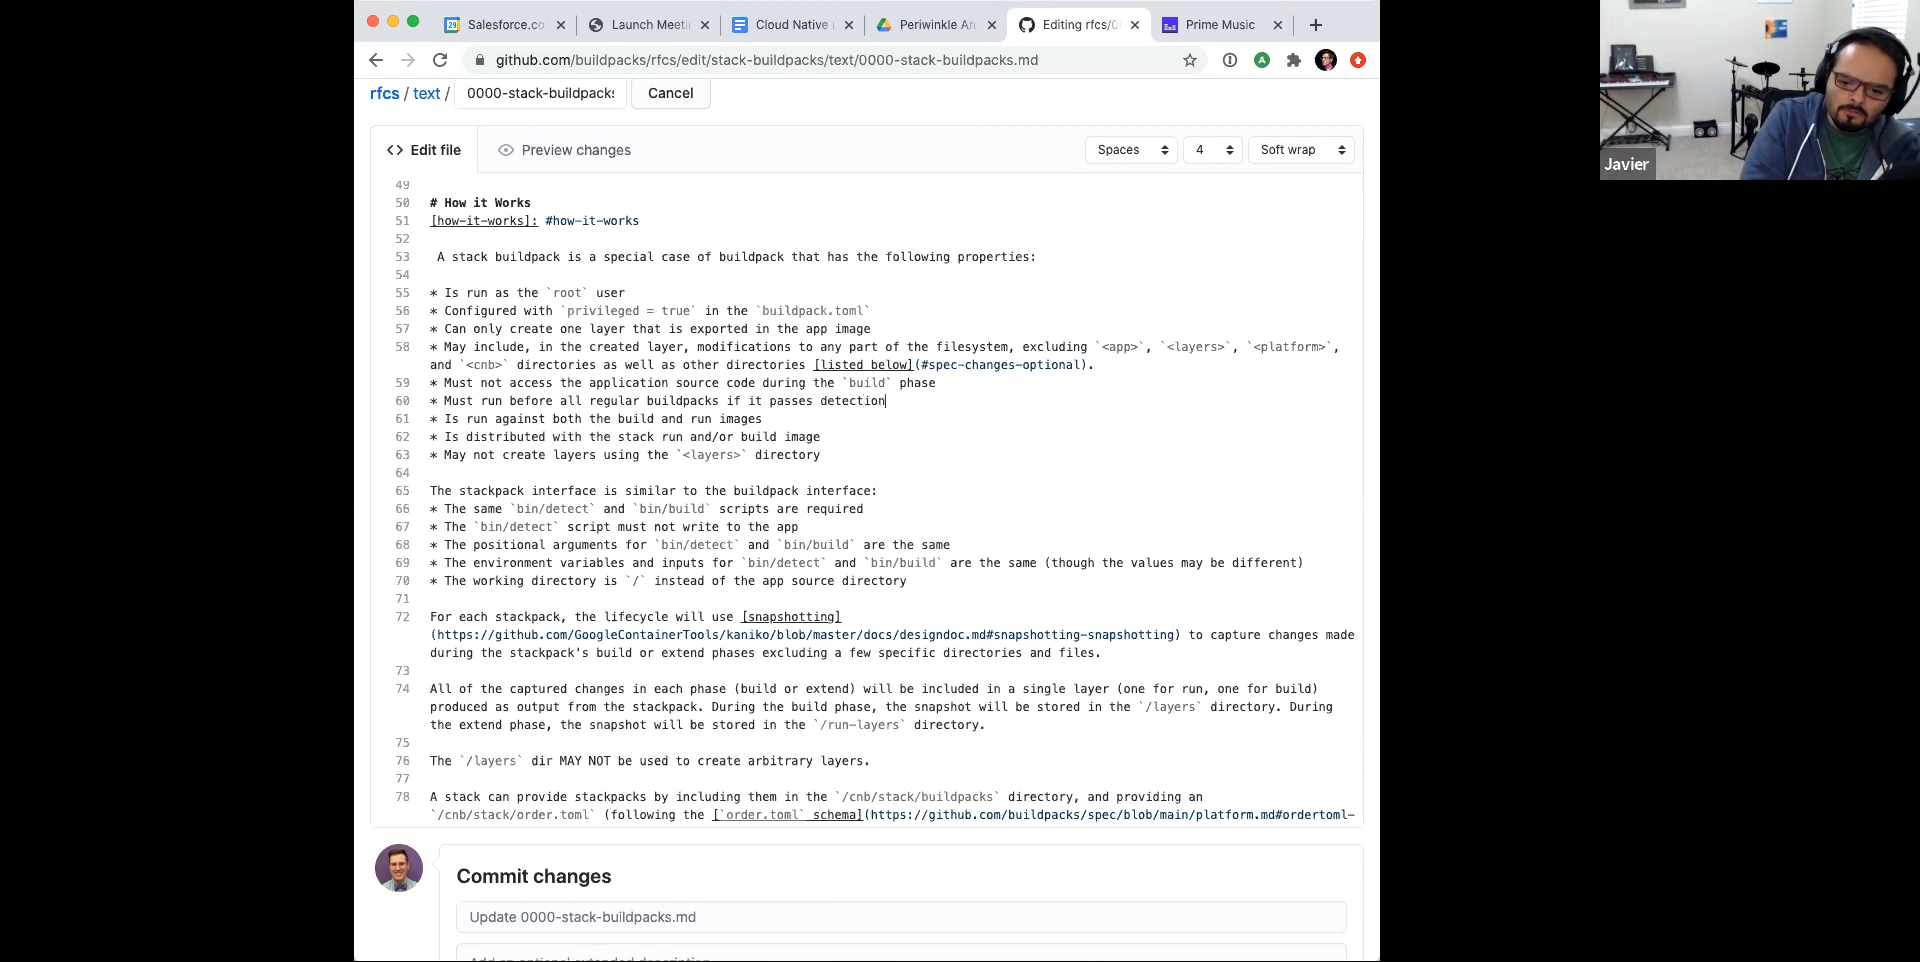 Salesforce.co
Launch Meeti
Cloud Native
Periwinkle Aru
Editing rfcs/0
Prime Music
github.com/buildpacks/rfcs/edit/stack-buildpacks/text/0000-stack-buildpacks.md
rfcs / text / 0000-stack-buildpacks Cancel
<> Edit file Preview changes Spaces 4 Soft wrap
49
50 # How it Works
51 [how-it-works]: #how-it-works
52
53 A stack buildpack is a special case of buildpack that has the following properties:
54
55 * Is run as the `root` user
56 * Configured with `privileged = true` in the `buildpack.toml`
57 * Can only create one layer that is exported in the app image
58 * May include, in the created layer, modifications to any part of the filesystem, excluding `<app>`, `<layers>`, `<platform>`,
and `<cnb>` directories as well as other directories [listed below](#spec-changes-optional).
59 * Must not access the application source code during the `build` phase
60 * Must run before all regular buildpacks if it passes detection
61 * Is run against both the build and run images
62 * Is distributed with the stack run and/or build image
63 * May not create layers using the `<layers>` directory
64
65 The stackpack interface is similar to the buildpack interface:
66 * The same `bin/detect` and `bin/build` scripts are required
67 * The `bin/detect` script must not write to the app
68 * The positional arguments for `bin/detect` and `bin/build` are the same
69 * The environment variables and inputs for `bin/detect` and `bin/build` are the same (though the values may be different)
70 * The working directory is `/` instead of the app source directory
71
72 For each stackpack, the lifecycle will use [snapshotting]
(https://github.com/GoogleContainerTools/kaniko/blob/master/docs/designdoc.md#snapshotting-snapshotting) to capture changes made
during the stackpack's build or extend phases excluding a few specific directories and files.
73
74 All of the captured changes in each phase (build or extend) will be included in a single layer (one for run, one for build)
produced as output from the stackpack. During the build phase, the snapshot will be stored in the `/layers` directory. During
the extend phase, the snapshot will be stored in the `/run-layers` directory.
75
76 The `/layers` dir MAY NOT be used to create arbitrary layers.
77
78 A stack can provide stackpacks by including them in the `/cnb/stack/buildpacks` directory, and providing an
`/cnb/stack/order.toml` (following the [`order.toml` schema](https://github.com/buildpacks/spec/blob/main/platform.md#ordertoml-
Commit changes
Update 0000-stack-buildpacks.md
Javier